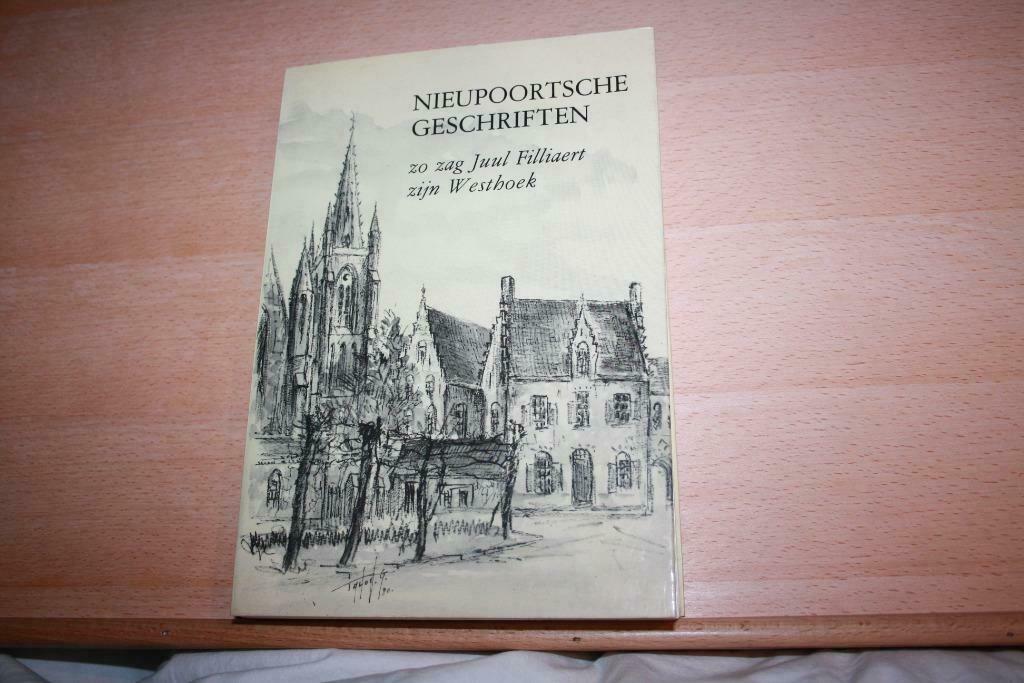 NIEUPOORTSCHE
GESCHRIFTEN
zo zag Juul Filliaert
zijn Westhoek